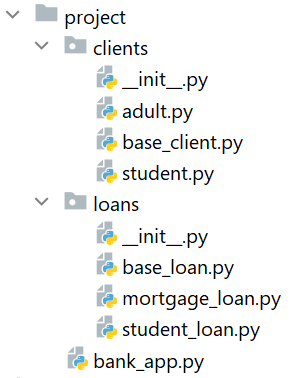 project
clients
__init__.py
adult.py
base_client.py
student.py
loans
__init__.py
base_loan.py
mortgage_loan.py
student_loan.py
bank_app.py